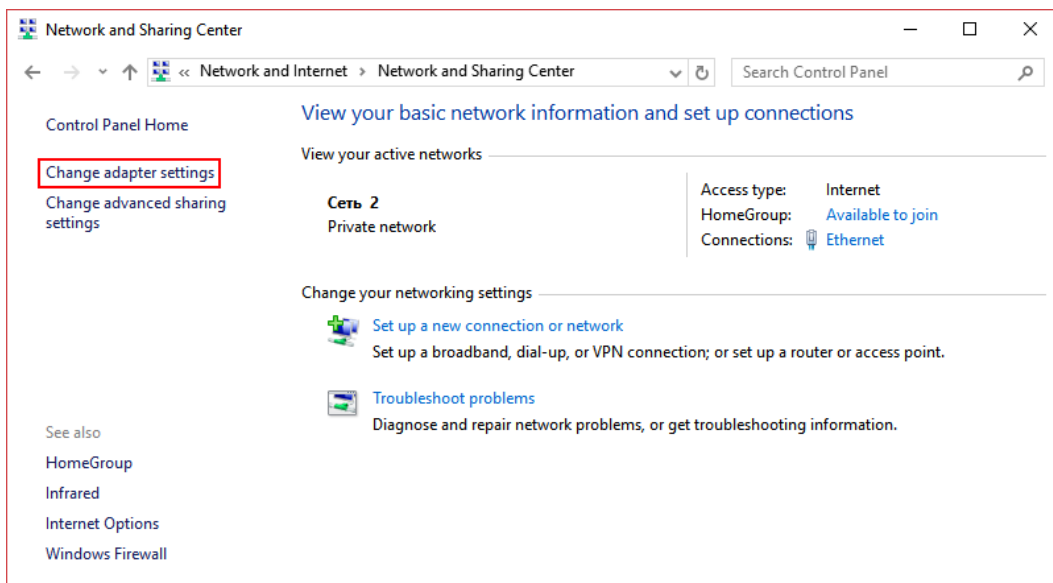 Network and Sharing Center
« Network and Internet > Network and Sharing Center
Search Control Panel
Control Panel Home
Change adapter settings
Change advanced sharing
settings
See also
HomeGroup
Infrared
Internet Options
Windows Firewall
View your basic network information and set up connections
View your active networks
Сеть 2
Private network
Access type: Internet
HomeGroup: Available to join
Connections: Ethernet
Change your networking settings
Set up a new connection or network
Set up a broadband, dial-up, or VPN connection; or set up a router or access point.
Troubleshoot problems
Diagnose and repair network problems, or get troubleshooting information.